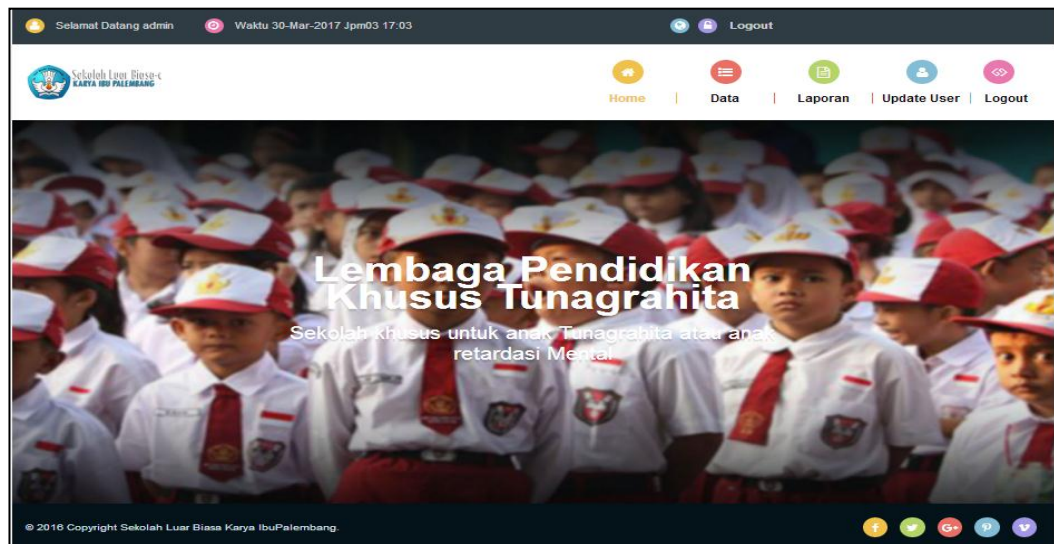 Selamat Datang admin
Waktu 30-Mar-2017 Jpm03 17:03
Logout
Sekolah Luar Biasa-c
KARYA IBU PALEMBANG
Home
Data
Laporan
Update User
Logout
Lembaga Pendidikan
Khusus Tunagrahita
Sekolah khusus untuk anak Tunagrahita atau anak
retardasi Mental
© 2016 Copyright Sekolah Luar Biasa Karya IbuPalembang.